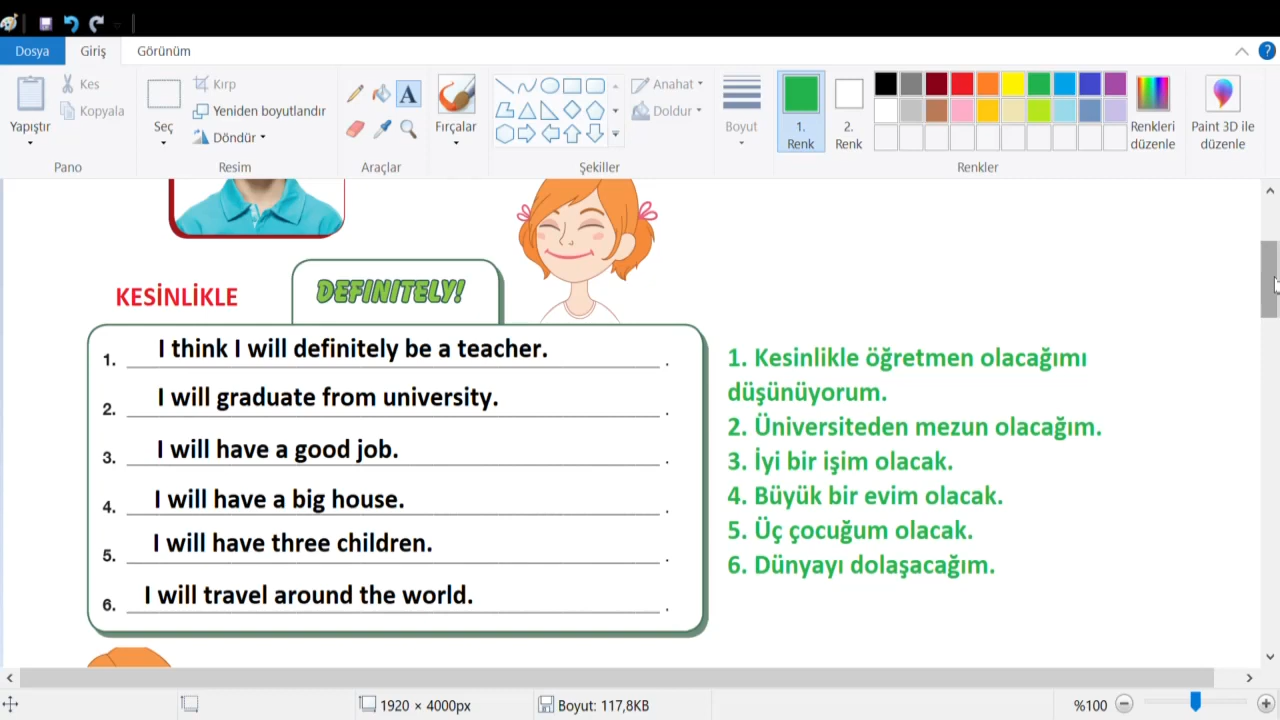 Dosya Giriş Görünüm
Yapıştır
Kes
Kopyala
Pano
Seç
Kırp
Yeniden boyutlandır
Döndür
Resim
A
Araçlar
Fırçalar
Şekiller
Anahat
Doldur
Boyut
1.
Renk
2.
Renk
Renkleri
düzenle
Renkler
Paint 3D ile
düzenle
KESİNLİKLE
DEFINITELY!
1. I think I will definitely be a teacher. .
2. I will graduate from university. .
3. I will have a good job. .
4. I will have a big house. .
5. I will have three children. .
6. I will travel around the world. .
1. Kesinlikle öğretmen olacağımı
düşünüyorum.
2. Üniversiteden mezun olacağım.
3. İyi bir işim olacak.
4. Büyük bir evim olacak.
5. Üç çocuğum olacak.
6. Dünyayı dolaşacağım.
1920 × 4000px
Boyut: 117,8KB
%100